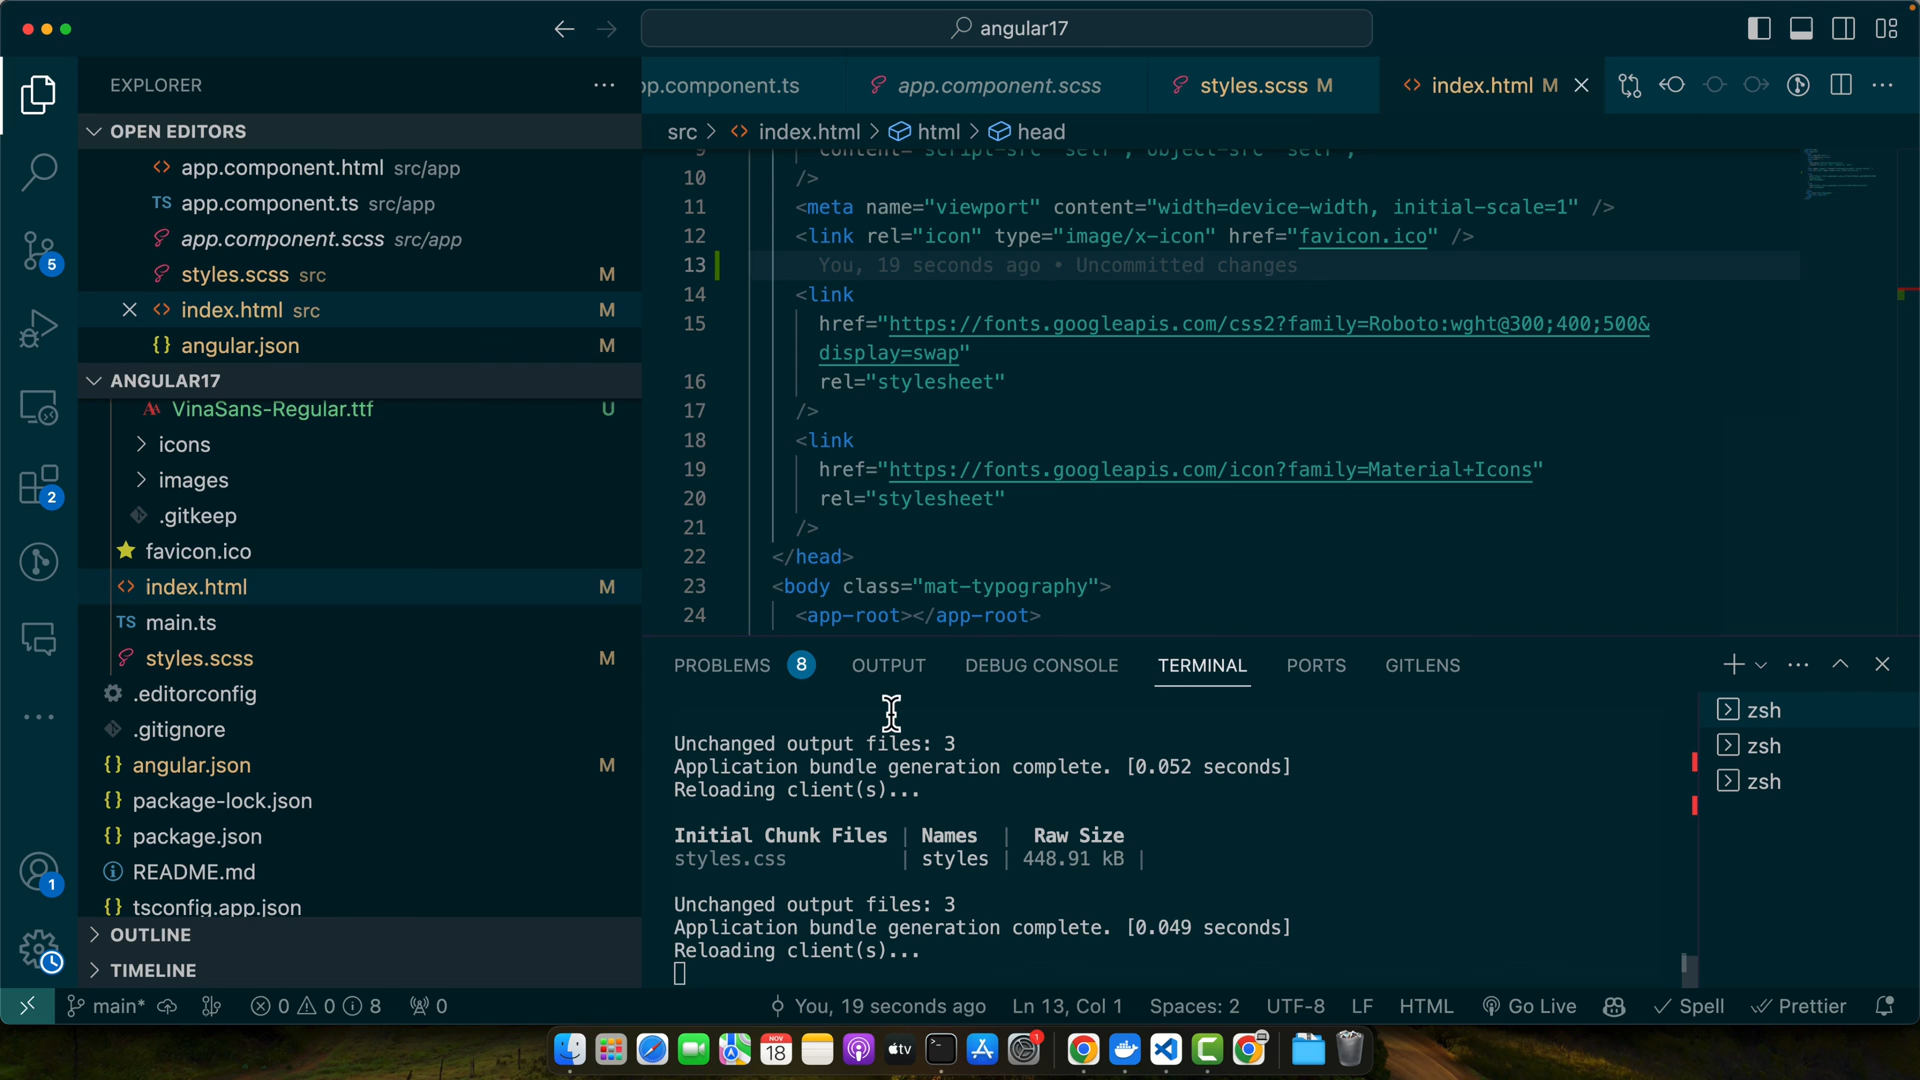 angular17
EXPLORER
OPEN EDITORS
app.component.html src/app
TS app.component.ts src/app
app.component.scss src/app
styles.scss src M
index.html src M
{} angular.json M
ANGULAR17
VinaSans-Regular.ttf U
icons
images
.gitkeep
favicon.ico
index.html M
TS main.ts
styles.scss M
.editorconfig
.gitignore
{} angular.json M
{} package-lock.json
{} package.json
README.md
{} tsconfig.app.json
OUTLINE
TIMELINE
5
2
1
pp.component.ts
app.component.scss
styles.scss M
index.html M
src > index.html > html > head
9
10 />
11 <meta name="viewport" content="width=device-width, initial-scale=1" />
12 <link rel="icon" type="image/x-icon" href="favicon.ico" />
13 You, 19 seconds ago • Uncommitted changes
14 <link
15 href="https://fonts.googleapis.com/css2?family=Roboto:wght@300;400;500&
display=swap"
16 rel="stylesheet"
17 />
18 <link
19 href="https://fonts.googleapis.com/icon?family=Material+Icons"
20 rel="stylesheet"
21 />
22 </head>
23 <body class="mat-typography">
24 <app-root></app-root>
PROBLEMS 8 OUTPUT DEBUG CONSOLE TERMINAL PORTS GITLENS
Unchanged output files: 3
Application bundle generation complete. [0.052 seconds]
Reloading client(s)...
Initial Chunk Files | Names | Raw Size
styles.css | styles | 448.91 kB |
Unchanged output files: 3
Application bundle generation complete. [0.049 seconds]
Reloading client(s)...
zsh
zsh
zsh
main* 0 0 8 0 You, 19 seconds ago Ln 13, Col 1 Spaces: 2 UTF-8 LF HTML Go Live Spell Prettier
NOV
18
tv
1